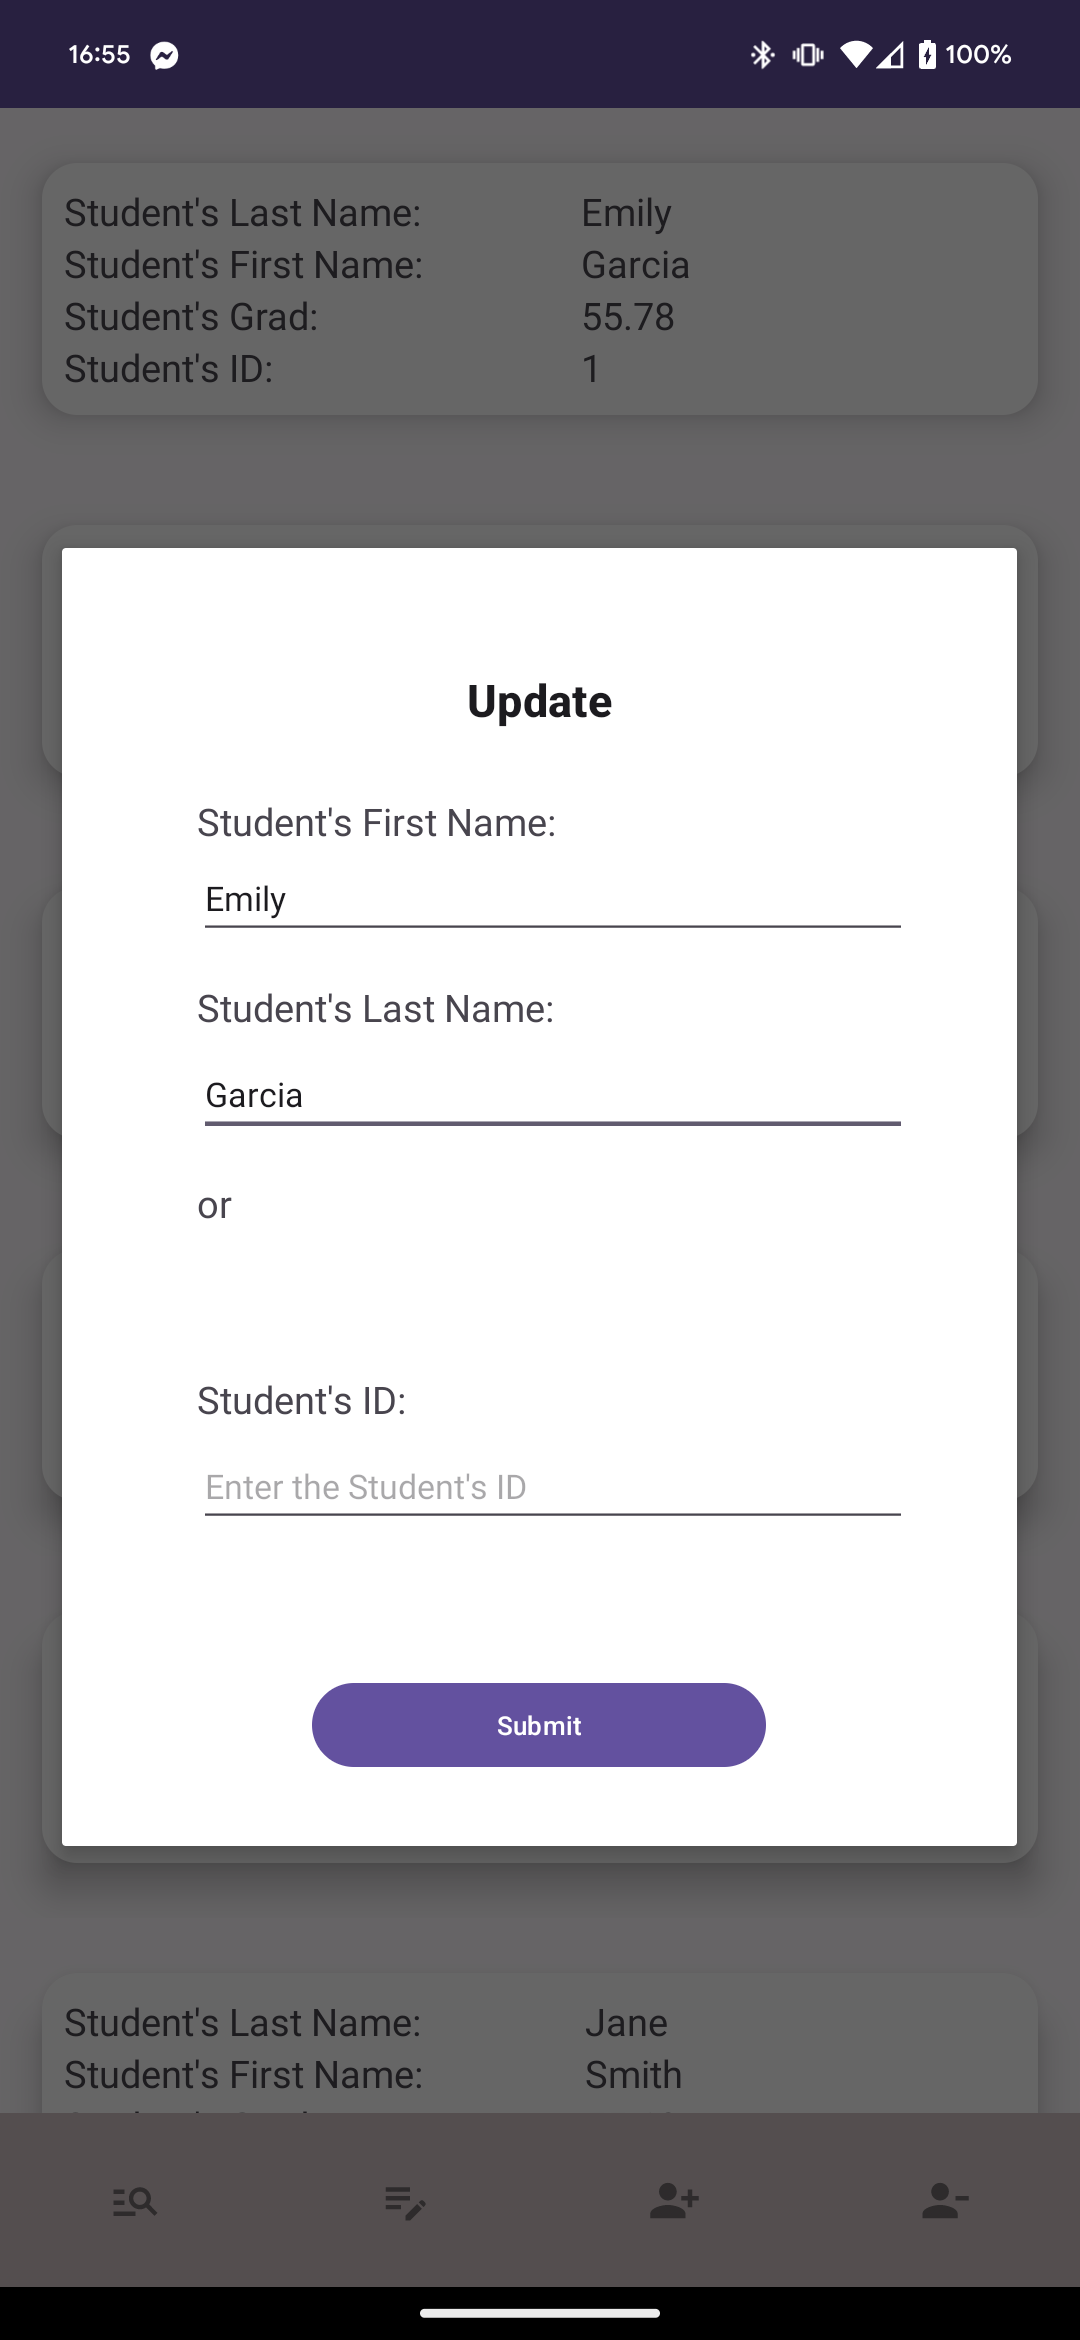 16:55 100%
Student's Last Name: Emily
Student's First Name: Garcia
Student's Grad: 55.78
Student's ID: 1
Update
Student's First Name:
Emily
Student's Last Name:
Garcia
or
Student's ID:
Enter the Student's ID
Submit
Student's Last Name: Jane
Student's First Name: Smith